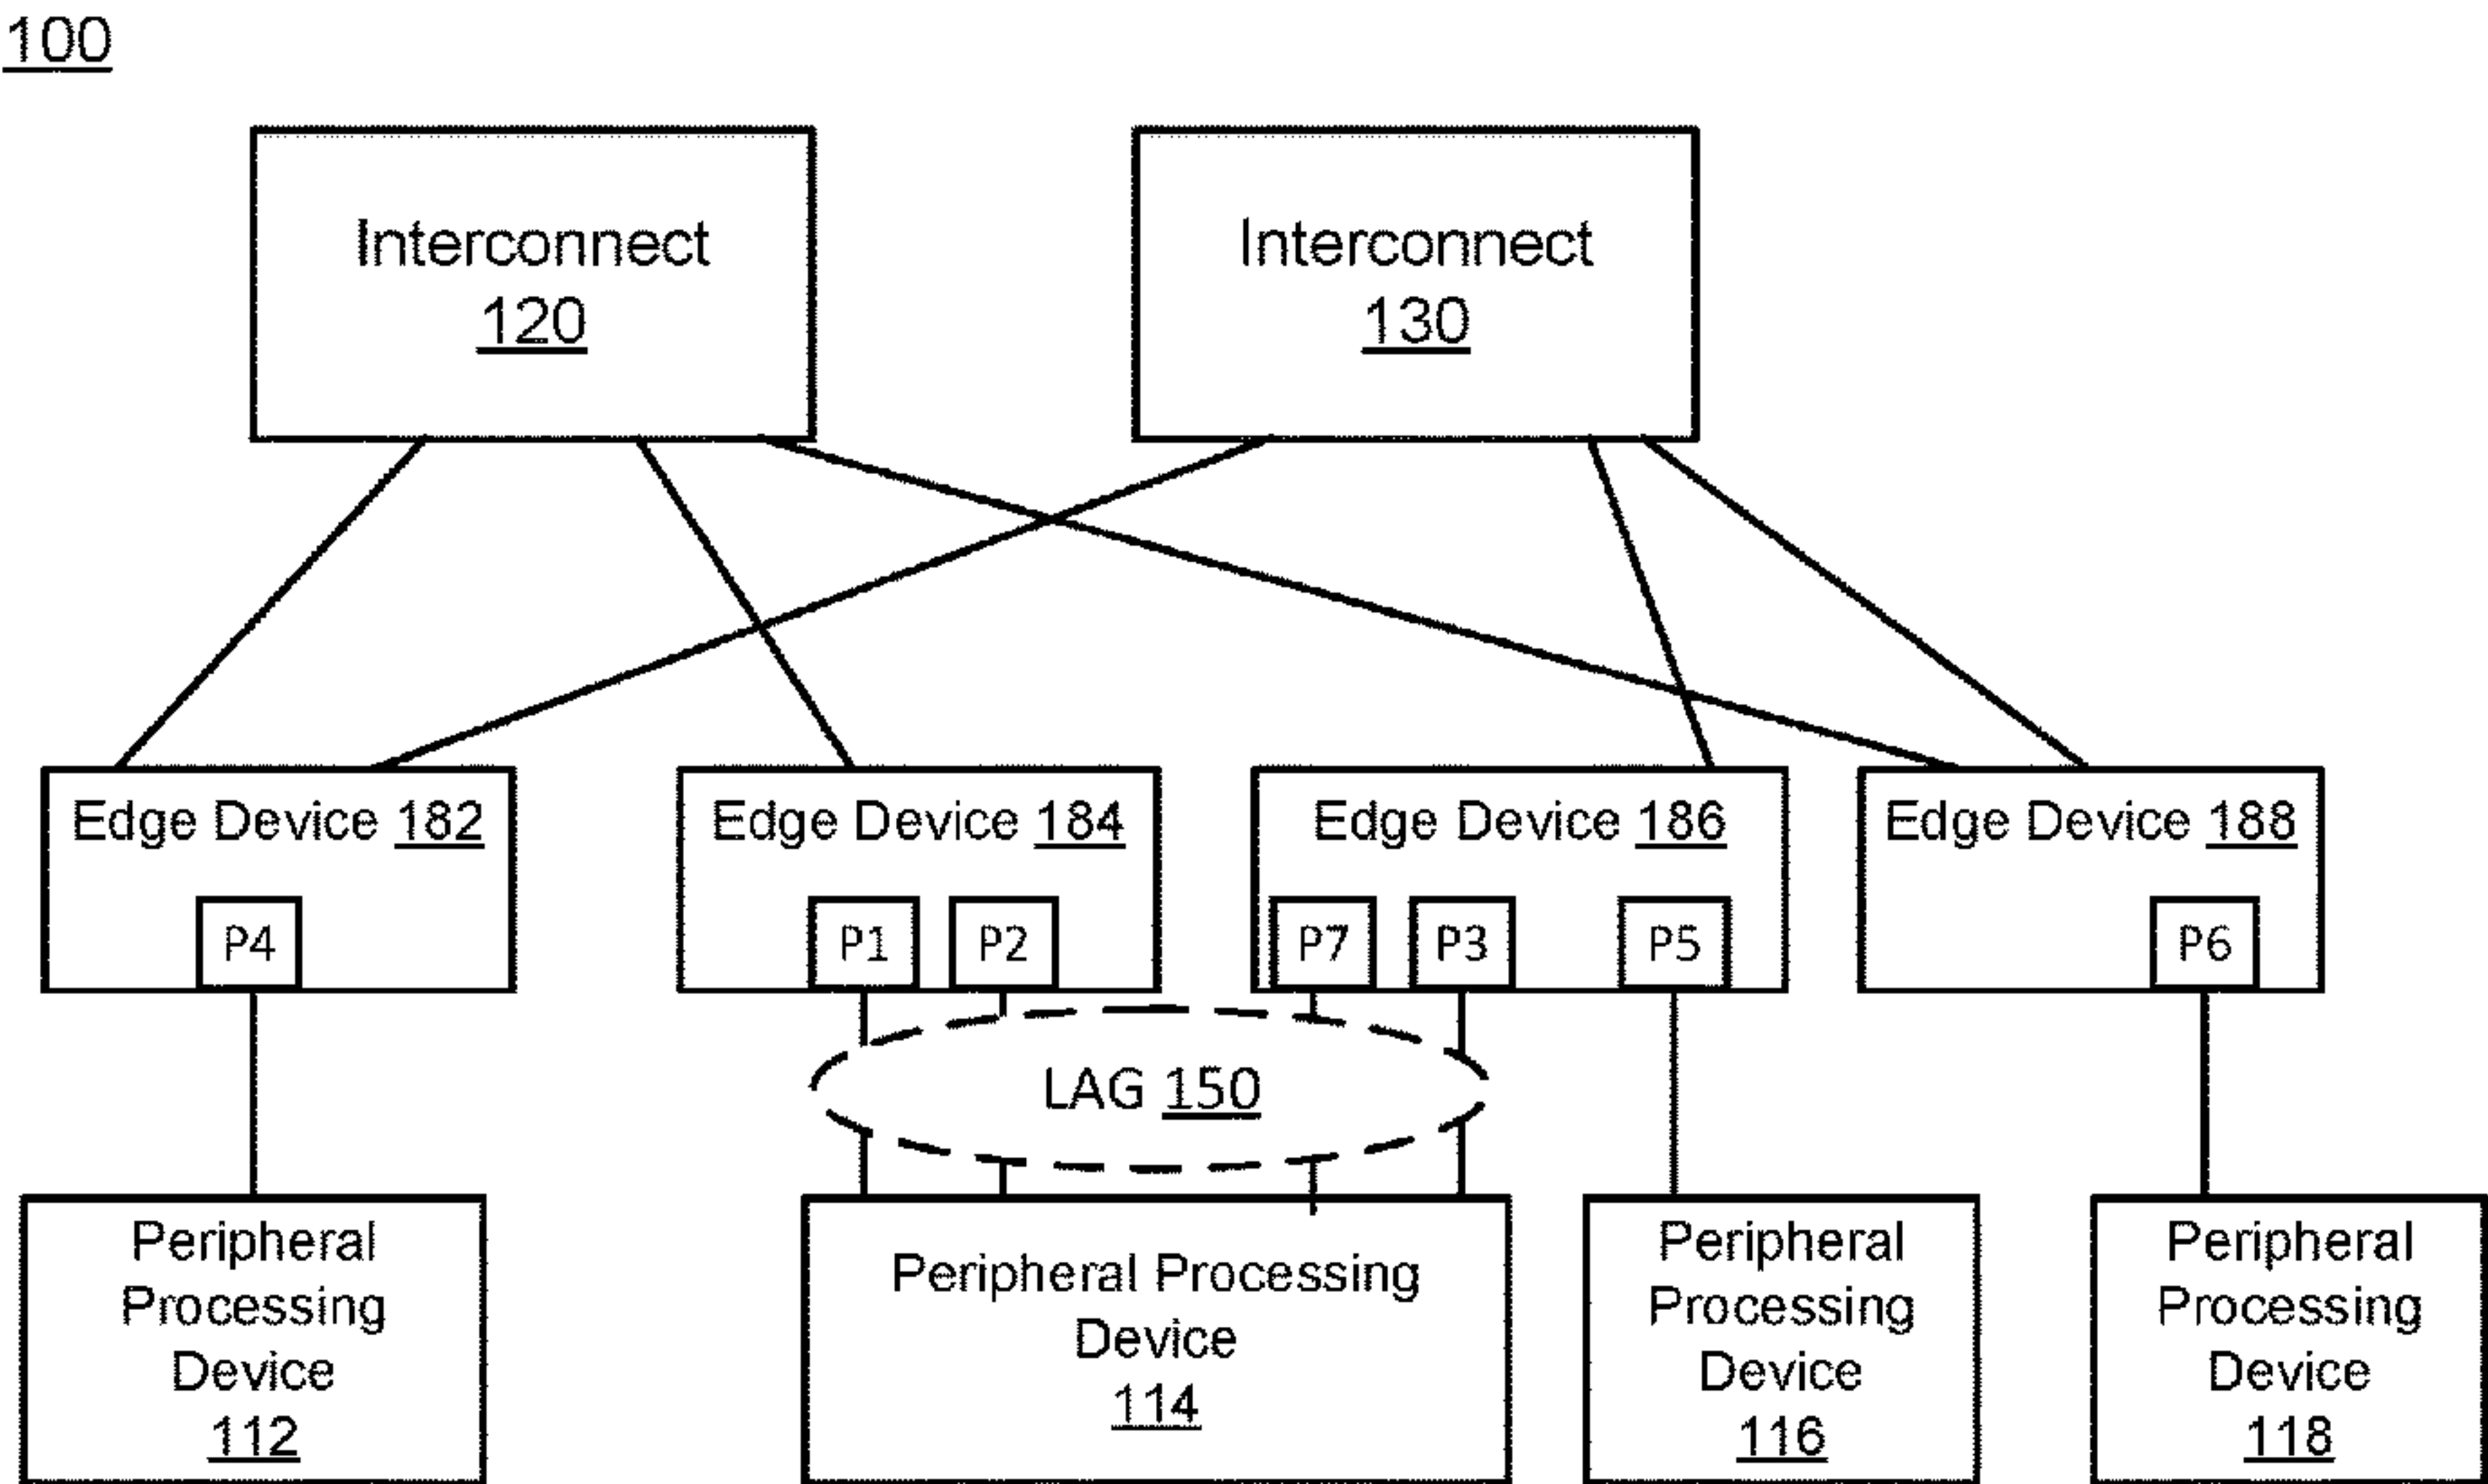 100
Interconnect
120
Interconnect
130
Edge Device 182
Edge Device 184
Edge Device 186
Edge Device 188
P4
P1
P2
P7
P3
P5
P6
LAG 150
Peripheral
Processing
Device
112
Peripheral Processing
Device
114
Peripheral
Processing
Device
116
Peripheral
Processing
Device
118